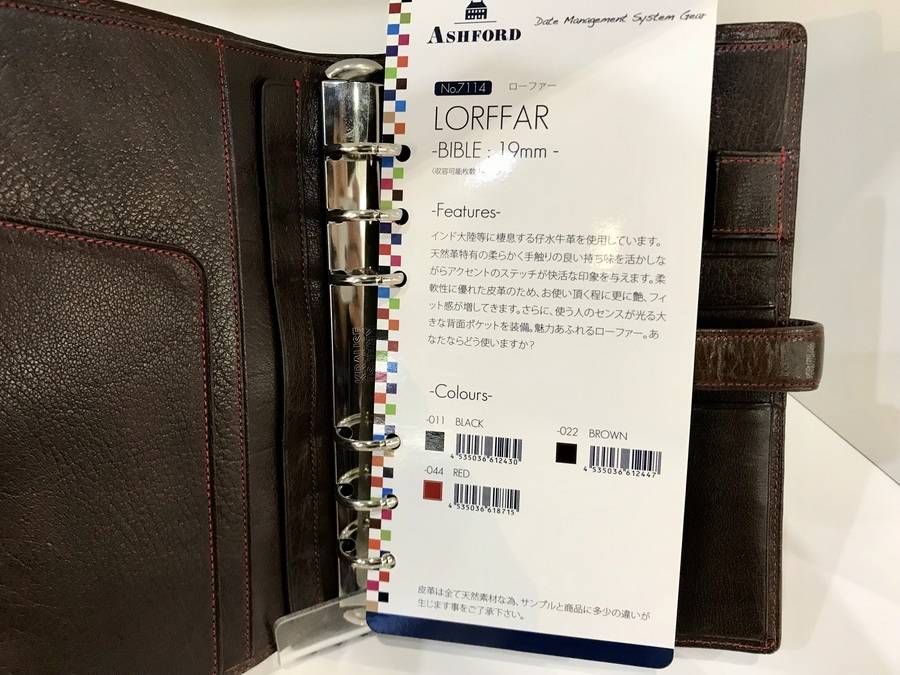 ASHFORD
Date Management System Gear
No.7114 ローファー
LORFFAR
-BIBLE : 19mm -
(収容可能枚数
-Features-
インド大陸等に棲息する仔水牛革を使用しています。
天然革特有の柔らかく手触りの良い持ち味を活かしな
がらアクセントのステッチが快活な印象を与えます。柔
軟性に優れた皮革のため、お使い頂く程に更に艶、フィ
ット感が増してきます。さらに、使う人のセンスが光る大
きな背面ポケットを装備。魅力あふれるローファー。あ
なたならどう使いますか?
-Colours-
-011 BLACK
4 535036 612430
-022 BROWN
4 535036 612447
-044 RED
4 535036 618715
皮革は全て天然素材な為、サンプルと商品に多少の違いが
生じます事をご了承下さい。
KRAUSE